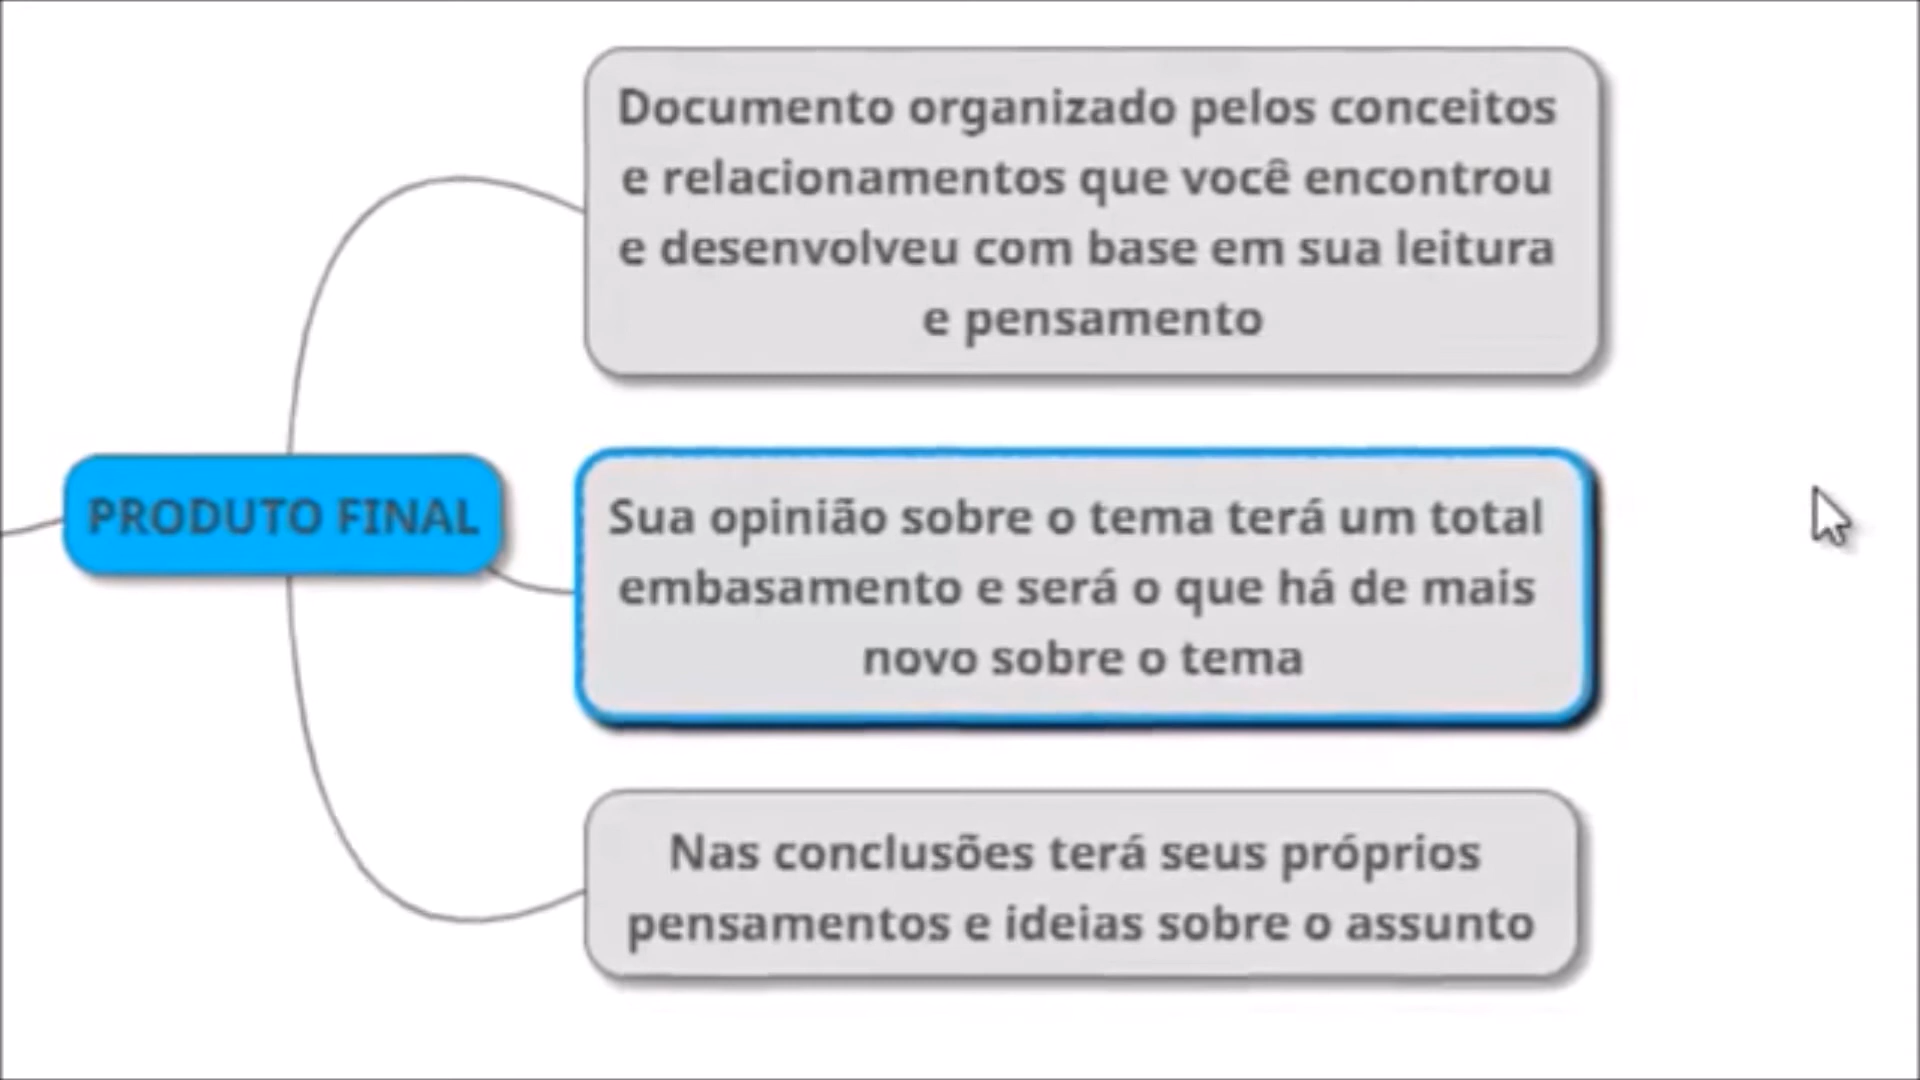 Documento organizado pelos conceitos
e relacionamentos que você encontrou
e desenvolveu com base em sua leitura
e pensamento
PRODUTO FINAL
Sua opinião sobre o tema terá um total
embasamento e será o que há de mais
novo sobre o tema
Nas conclusões terá seus próprios
pensamentos e ideias sobre o assunto